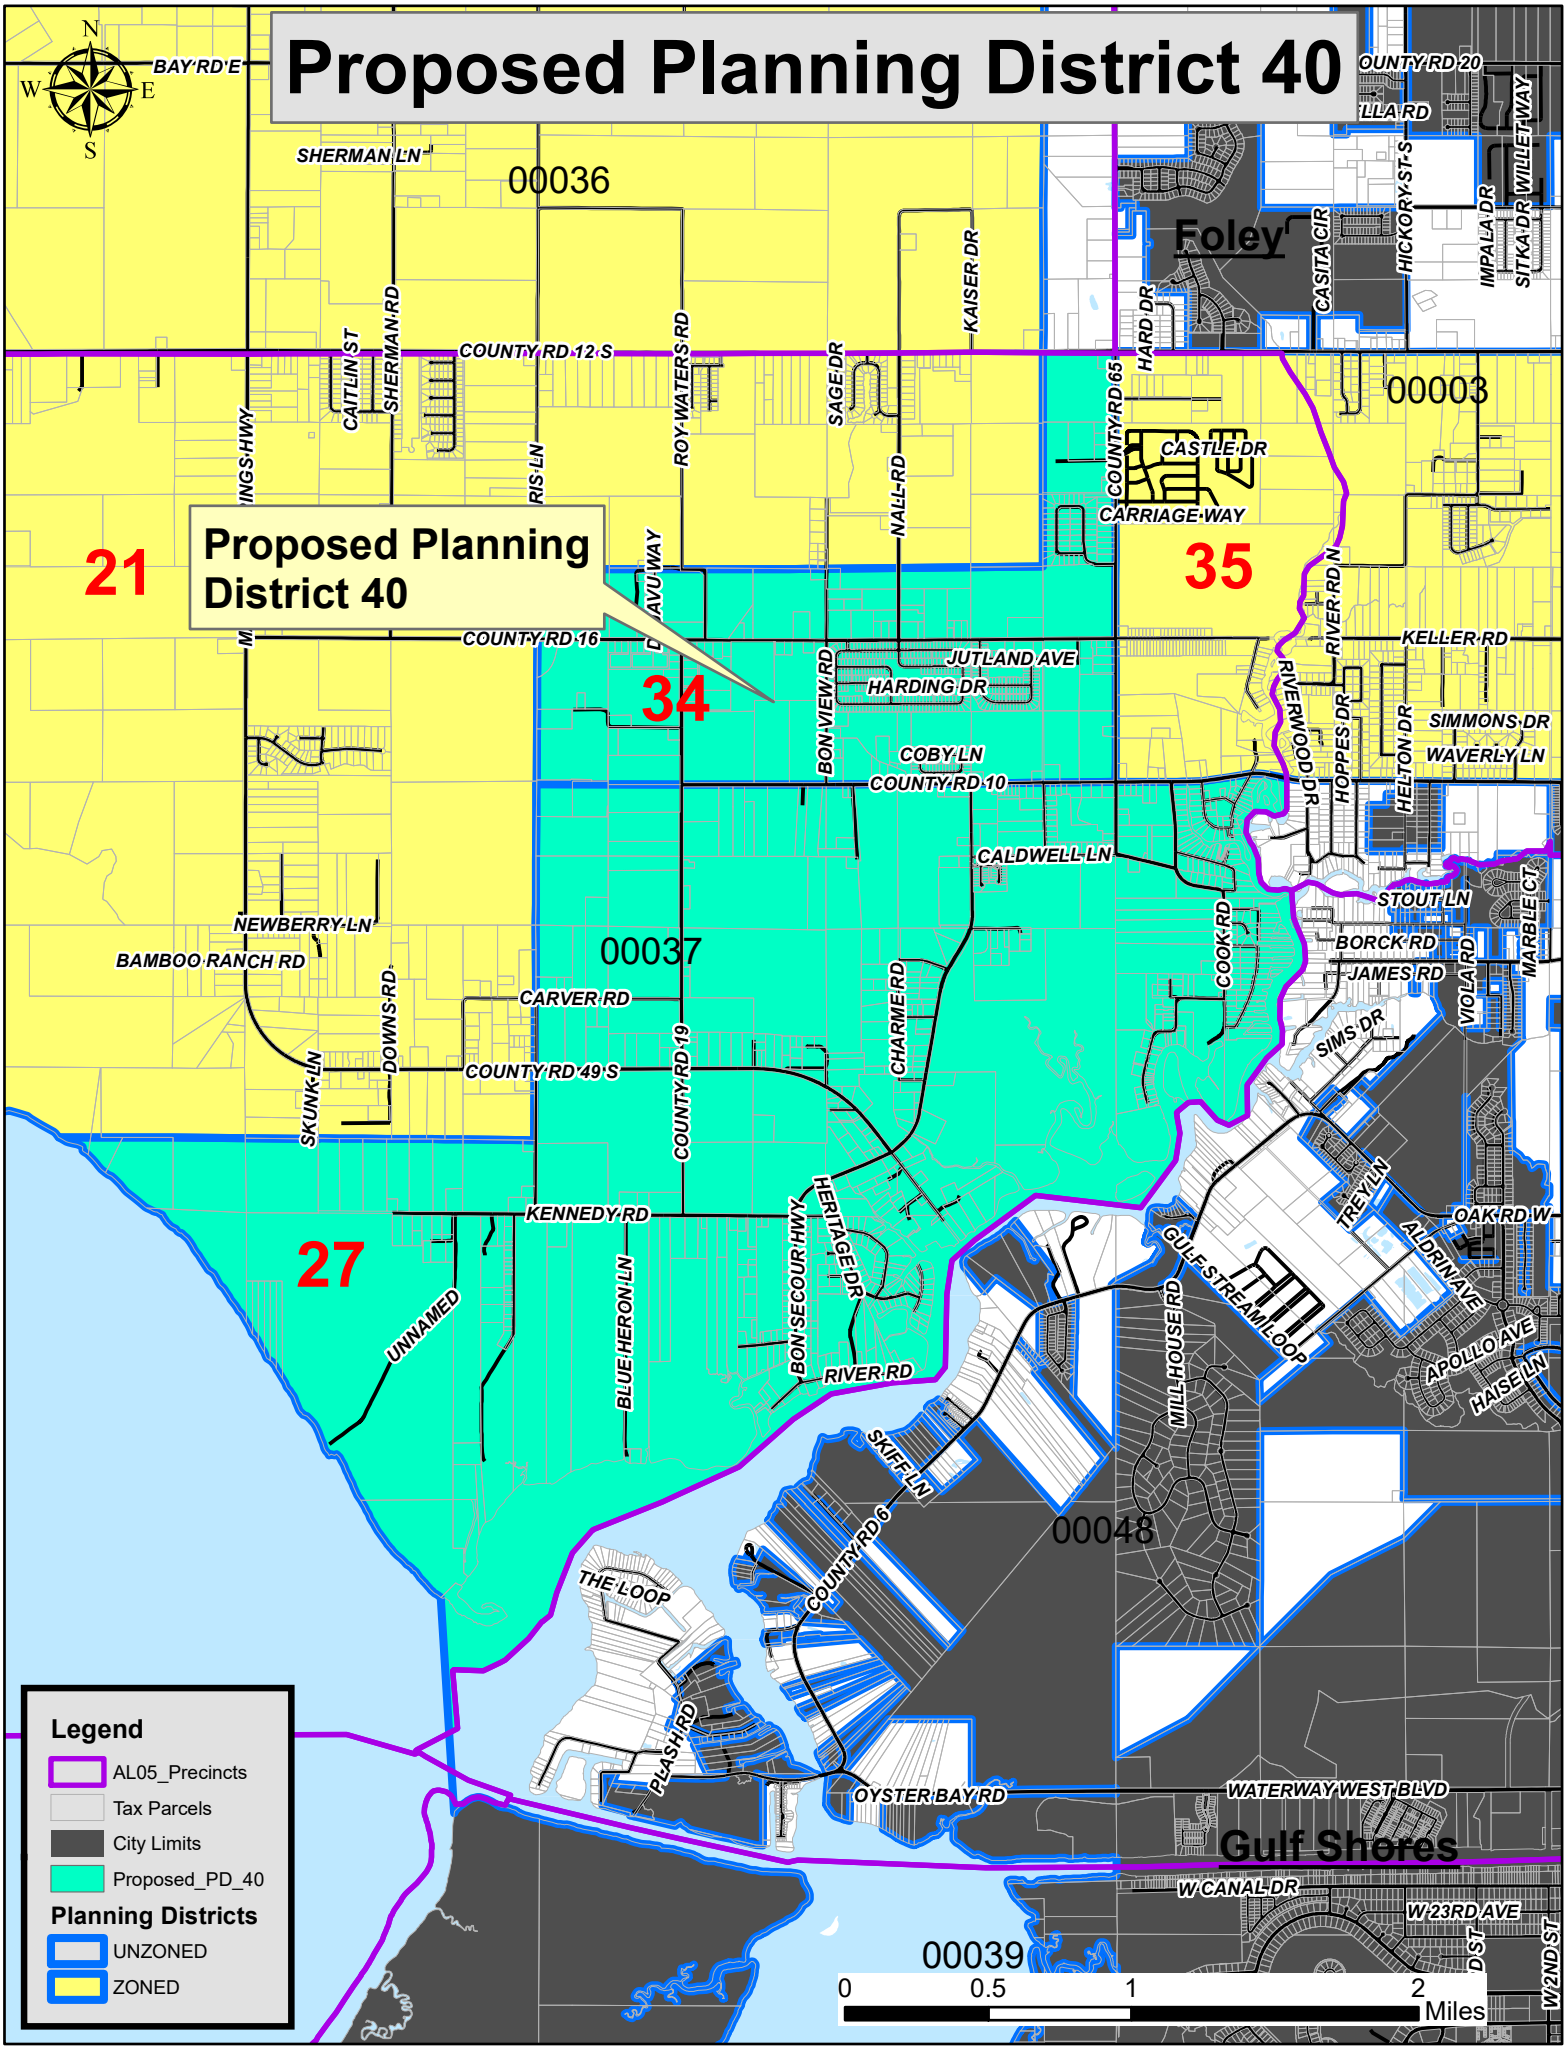 Proposed Planning District 40
N
W
E
S
BAY RD E
OUNTY RD 20
ELLA RD
SHERMAN LN
00036
Foley
HICKORY ST S
IMPALA DR
SITKA DR
WILLET WAY
CASITA CIR
KAISER DR
HARD DR
SHERMAN RD
CAITLIN ST
COUNTY RD 12 S
ROY WATERS RD
SAGE DR
COUNTY RD 65
00003
INGS HWY
RIS LN
NALL RD
CASTLE DR
CARRIAGE WAY
Proposed Planning
District 40
21
35
AVU WAY
RIVER RD N
M
COUNTY RD 16
KELLER RD
JUTLAND AVE
HARDING DR
34
BON VIEW RD
RIVERWOOD DR
HOPPES DR
HELTON DR
SIMMONS DR
WAVERLY LN
COBY LN
COUNTY RD 10
CALDWELL LN
STOUT LN
MARBLE CT
NEWBERRY LN
BAMBOO RANCH RD
00037
COOK RD
BORCK RD
JAMES RD
VIOLA RD
DOWNS RD
CARVER RD
CHARME RD
SIMS DR
SKUNK LN
COUNTY RD 49 S
COUNTY RD 19
KENNEDY RD
HERITAGE DR
TREY LN
OAK RD W
27
UNNAMED
BLUE HERON LN
BON SECOUR HWY
GULF STREAM LOOP
ALDRIN AVE
MILL HOUSE RD
APOLLO AVE
HAISE LN
RIVER RD
SKIFF LN
COUNTY RD 6
00048
THE LOOP
PLASH RD
OYSTER BAY RD
WATERWAY WEST BLVD
Gulf Shores
W CANAL DR
W 23RD AVE
D ST
W 2ND ST
00039
0
0.5
1
2
Miles
Legend
AL05_Precincts
Tax Parcels
City Limits
Proposed_PD_40
Planning Districts
UNZONED
ZONED